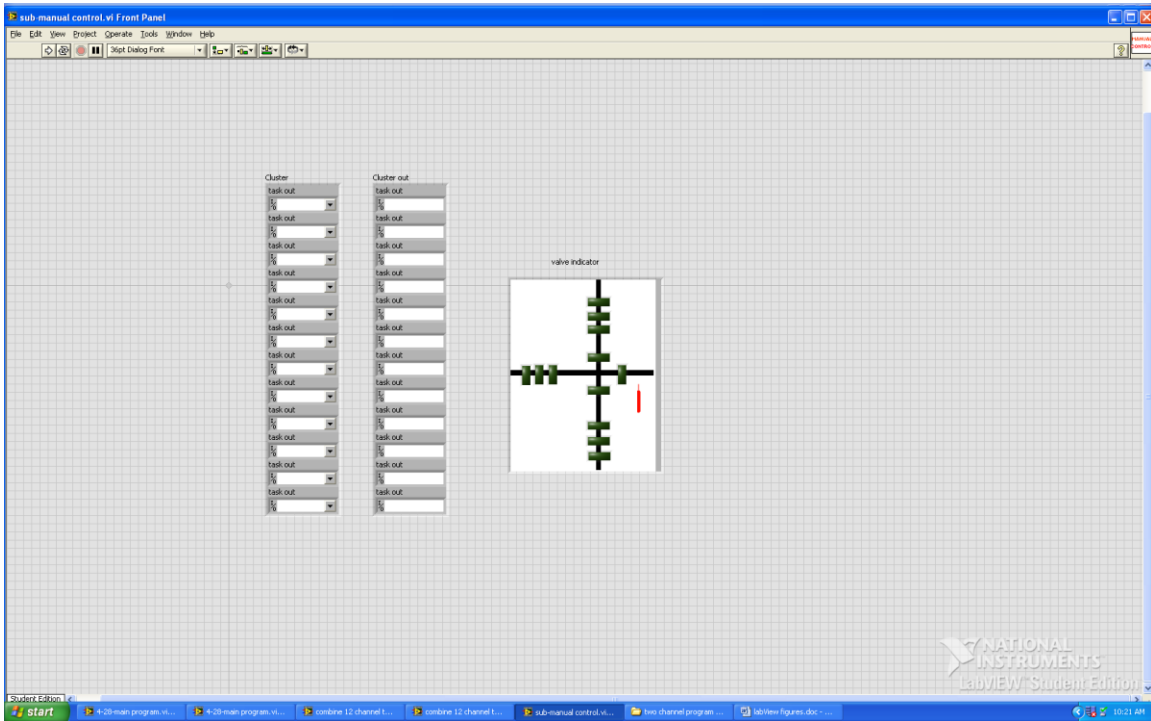 sub-manual control.vi Front Panel
File Edit View Project Operate Tools Window Help
36pt Dialog Font
Cluster Cluster out
task out task out
task out task out
task out task out
task out task out
task out task out
task out task out
task out task out
task out task out
task out task out
task out task out
task out task out
task out task out
valve indicator
NATIONAL
INSTRUMENTS
LabVIEW Student Edition
Student Edition
start 4-28-main program.vi... 4-28-main program.vi... combine 12 channel t... combine 12 channel t... sub-manual control.vi... two channel program ... labView figures.doc - ... 10:21 AM